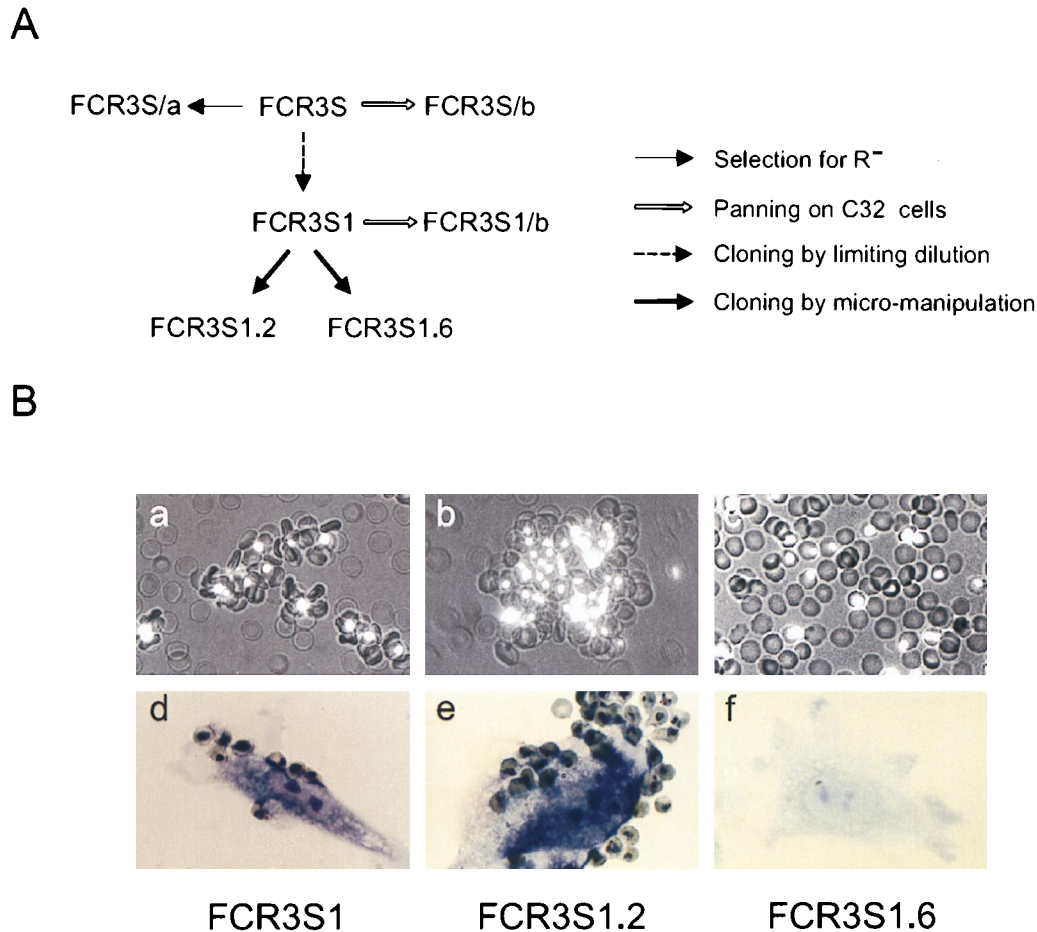 A
FCR3S/a FCR3S FCR3S/b
FCR3S1 FCR3S1/b
FCR3S1.2 FCR3S1.6
Selection for R⁻
Panning on C32 cells
Cloning by limiting dilution
Cloning by micro-manipulation
B
a b
d e f
FCR3S1 FCR3S1.2 FCR3S1.6